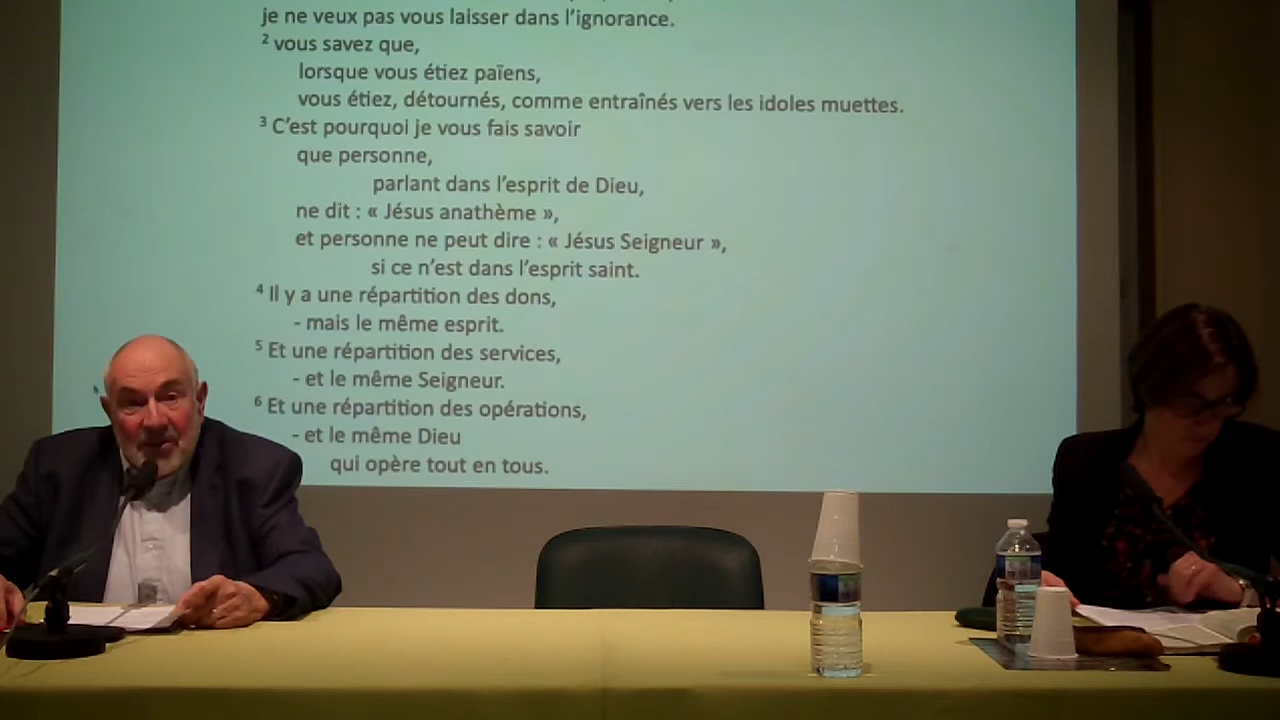 je ne veux pas vous laisser dans l'ignorance.
² vous savez que,
lorsque vous étiez païens,
vous étiez, détournés, comme entraînés vers les idoles muettes.
³ C'est pourquoi je vous fais savoir
que personne,
parlant dans l'esprit de Dieu,
ne dit : « Jésus anathème »,
et personne ne peut dire : « Jésus Seigneur »,
si ce n'est dans l'esprit saint.
⁴ Il y a une répartition des dons,
- mais le même esprit.
⁵ Et une répartition des services,
- et le même Seigneur.
⁶ Et une répartition des opérations,
- et le même Dieu
qui opère tout en tous.